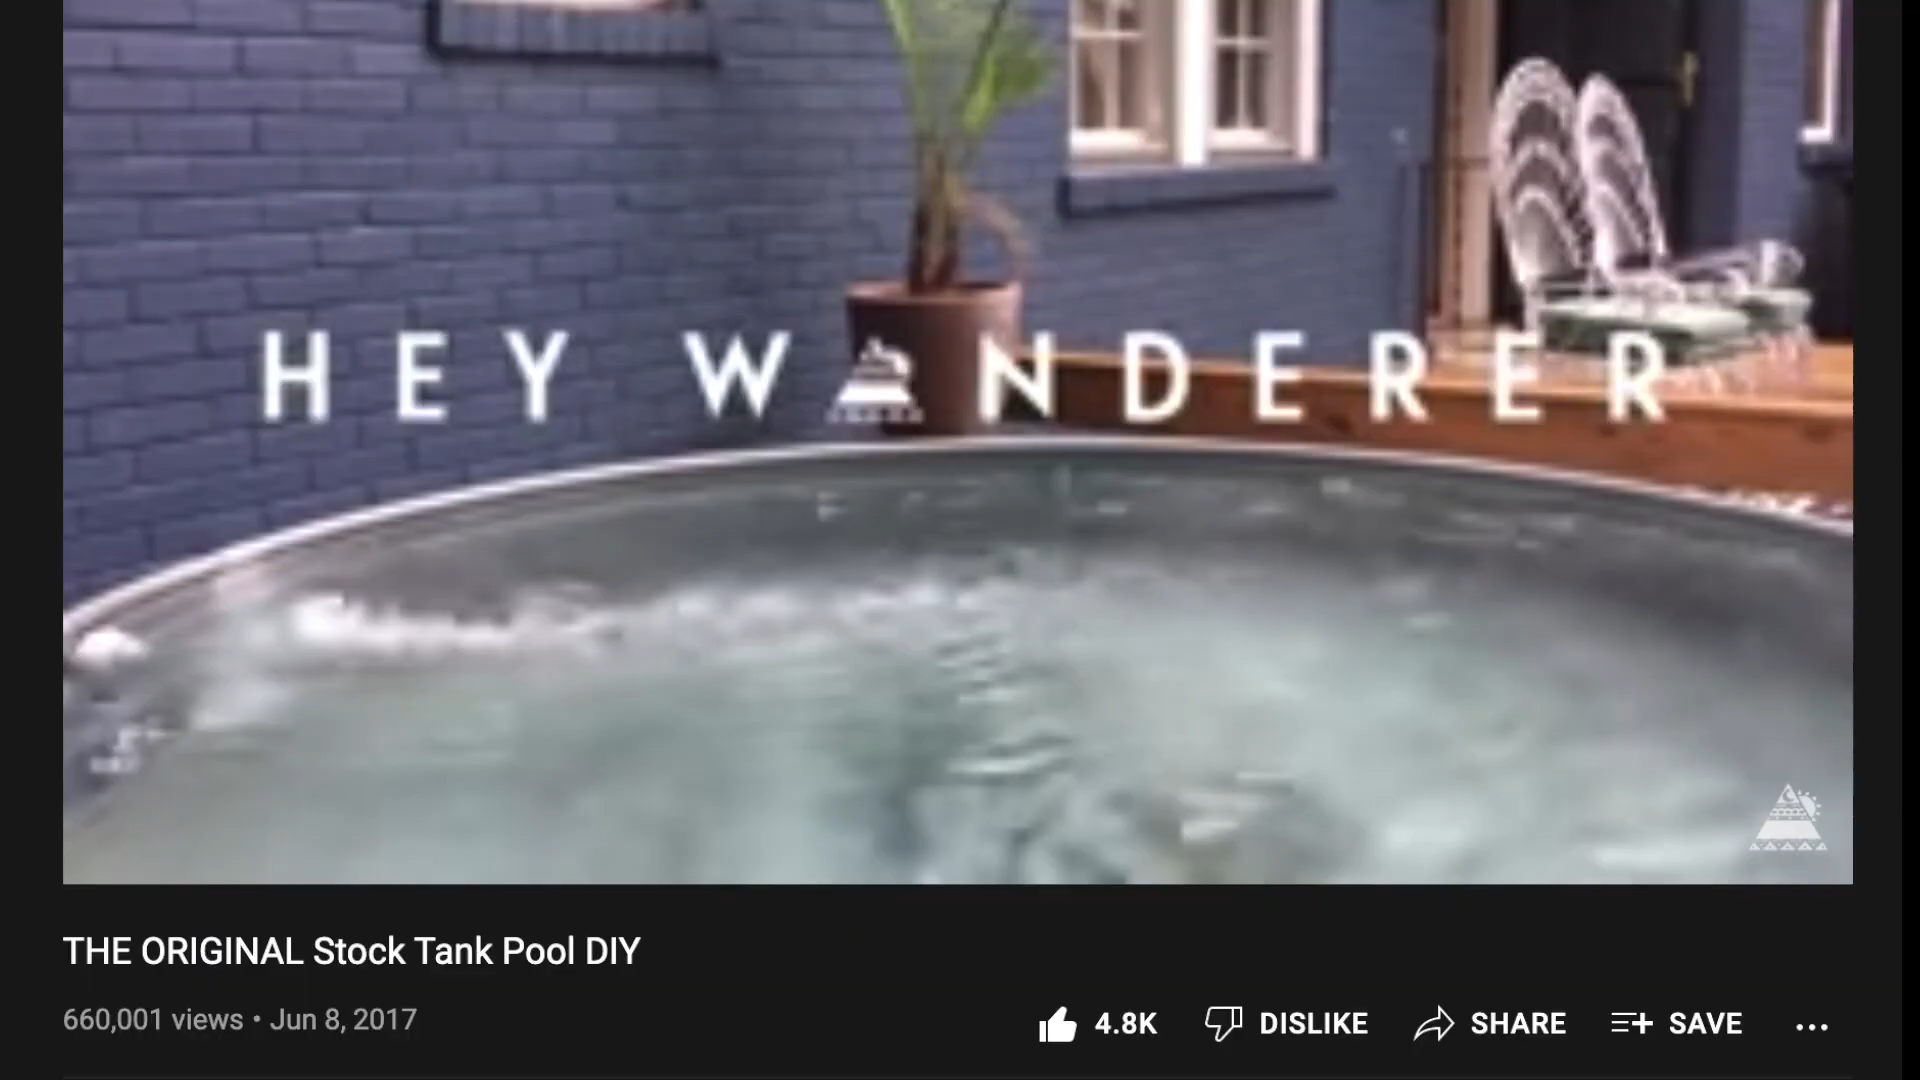 HEY WANDERER
THE ORIGINAL Stock Tank Pool DIY
660,001 views • Jun 8, 2017
4.8K DISLIKE SHARE SAVE